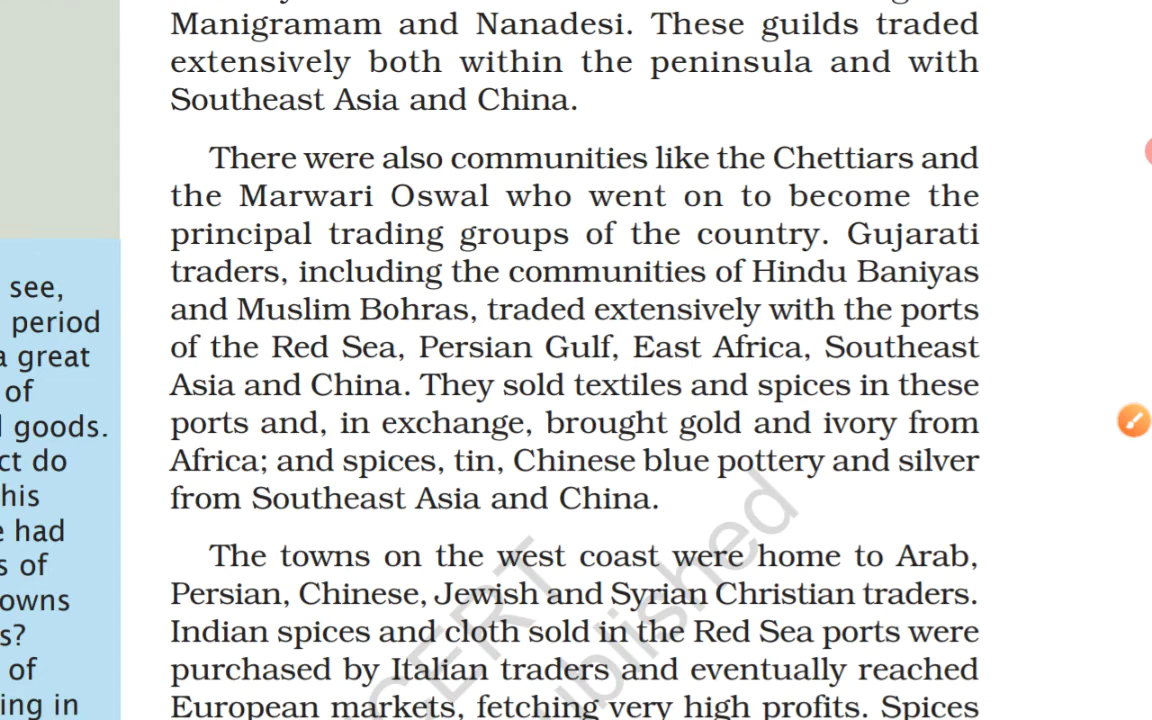 Manigramam and Nanadesi. These guilds traded
extensively both within the peninsula and with
Southeast Asia and China.
There were also communities like the Chettiars and
the Marwari Oswal who went on to become the
principal trading groups of the country. Gujarati
traders, including the communities of Hindu Baniyas
and Muslim Bohras, traded extensively with the ports
of the Red Sea, Persian Gulf, East Africa, Southeast
Asia and China. They sold textiles and spices in these
ports and, in exchange, brought gold and ivory from
Africa; and spices, tin, Chinese blue pottery and silver
from Southeast Asia and China.
The towns on the west coast were home to Arab,
Persian, Chinese, Jewish and Syrian Christian traders.
Indian spices and cloth sold in the Red Sea ports were
purchased by Italian traders and eventually reached
European markets, fetching very high profits. Spices
see,
period
a great
of
goods.
ct do
his
e had
s of
owns
s?
of
ing in
CERT
ublished